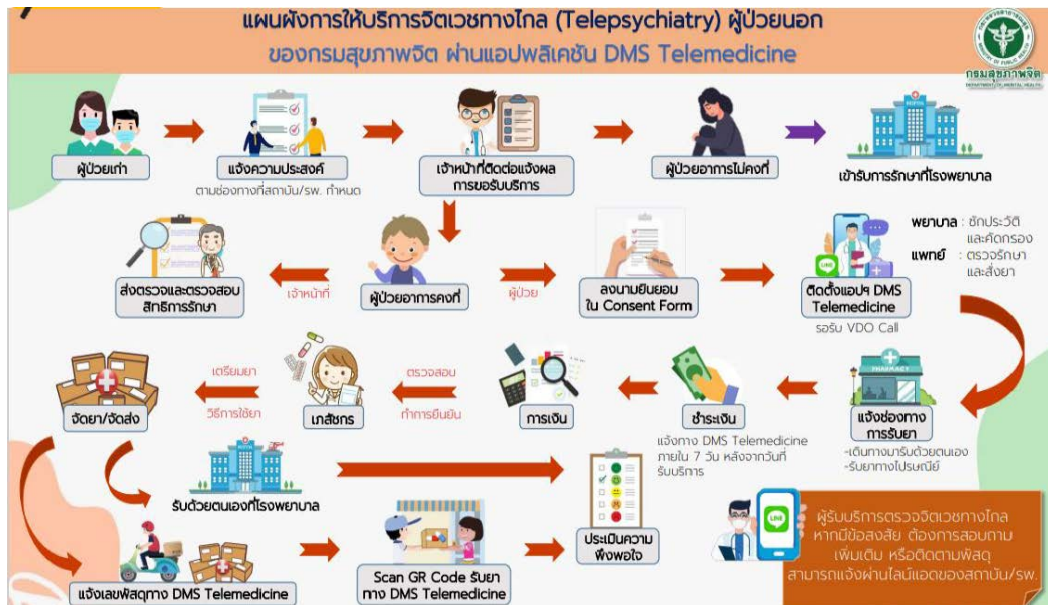 แผนผังการให้บริการจิตเวชทางไกล (Telepsychiatry) ผู้ป่วยนอก
ของกรมสุขภาพจิต ผ่านแอปพลิเคชัน DMS Telemedicine
กรมสุขภาพจิต
DEPARTMENT OF MENTAL HEALTH
ผู้ป่วยเก่า
แจ้งความประสงค์
ตามช่องทางที่สถาบัน/รพ. กำหนด
เจ้าหน้าที่ติดต่อแจ้งผล
การขอรับบริการ
ผู้ป่วยอาการไม่คงที่
เข้ารับการรักษาที่โรงพยาบาล
ส่งตรวจและตรวจสอบ
สิทธิการรักษา
เจ้าหน้าที่
ผู้ป่วยอาการคงที่
ผู้ป่วย
ลงนามยินยอม
ใน Consent Form
LINE
ติดตั้งแอปฯ DMS
Telemedicine
รอรับ VDO Call
พยาบาล : ซักประวัติ
และคัดกรอง
แพทย์ : ตรวจรักษา
และสั่งยา
จัดยา/จัดส่ง
เตรียมยา
วิธีการใช้ยา
เภสัชกร
ตรวจสอบ
ทำการยืนยัน
การเงิน
ชำระเงิน
แจ้งทาง DMS Telemedicine
ภายใน 7 วัน หลังจากวันที่
รับบริการ
PHARMACY
แจ้งช่องทาง
การรับยา
-เดินทางมารับด้วยตนเอง
-รับยาทางไปรษณีย์
รับด้วยตนเองที่โรงพยาบาล
ประเมินความ
พึงพอใจ
แจ้งเลขพัสดุทาง DMS Telemedicine
Scan GR Code รับยา
ทาง DMS Telemedicine
LINE
ผู้รับบริการตรวจจิตเวชทางไกล
หากมีข้อสงสัย ต้องการสอบถาม
เพิ่มเติม หรือติดตามพัสดุ
สามารถแจ้งผ่านไลน์แอดของสถาบัน/รพ.